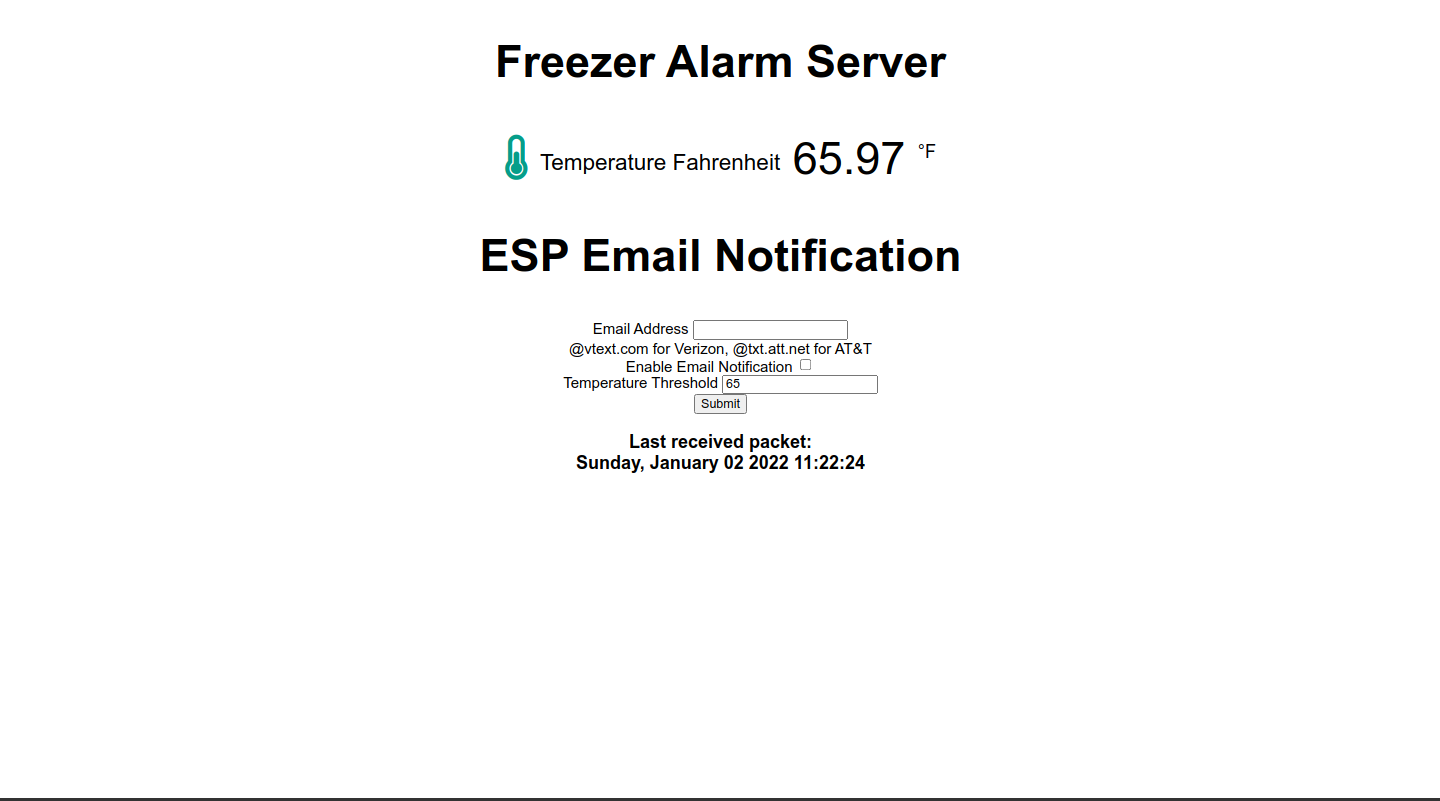 Freezer Alarm Server
Temperature Fahrenheit 65.97 °F
ESP Email Notification
Email Address
@vtext.com for Verizon, @txt.att.net for AT&T
Enable Email Notification
Temperature Threshold 65
Submit
Last received packet:
Sunday, January 02 2022 11:22:24